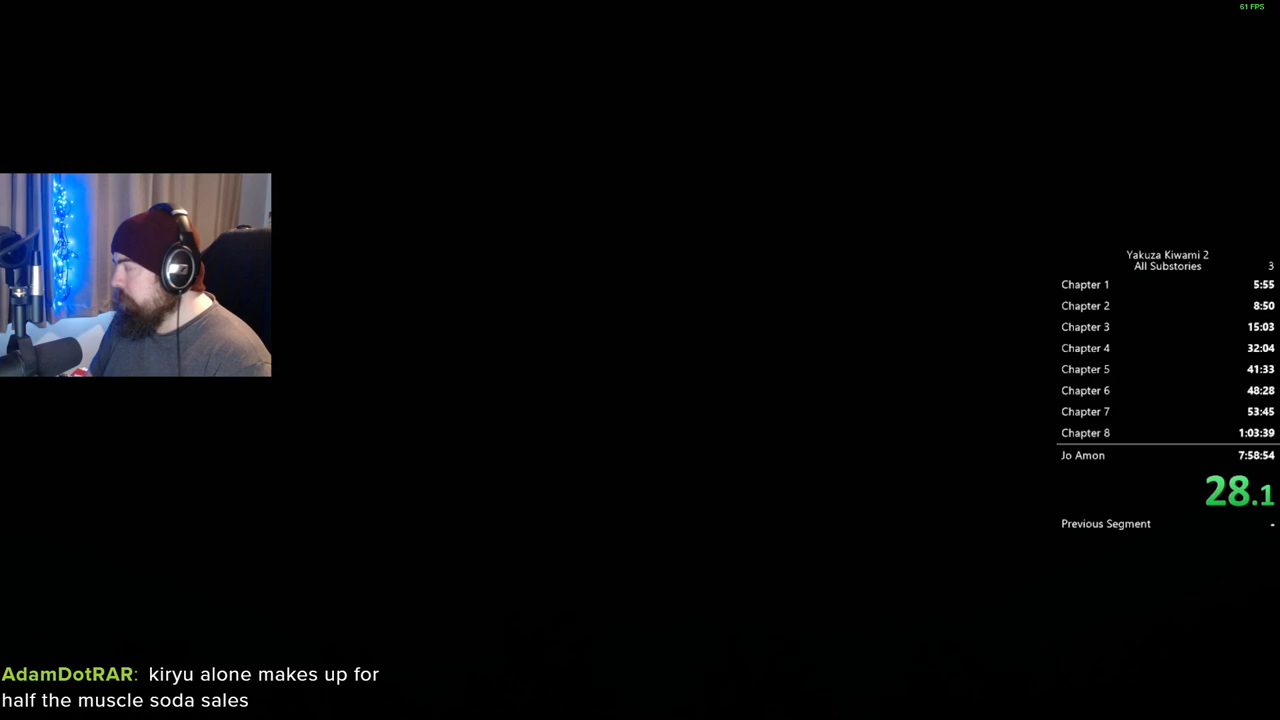 61 FPS
Yakuza Kiwami 2
All Substories 3
Chapter 1 5:55
Chapter 2 8:50
Chapter 3 15:03
Chapter 4 32:04
Chapter 5 41:33
Chapter 6 48:28
Chapter 7 53:45
Chapter 8 1:03:39
Jo Amon 7:58:54
28.1
Previous Segment -
AdamDotRAR: kiryu alone makes up for
half the muscle soda sales